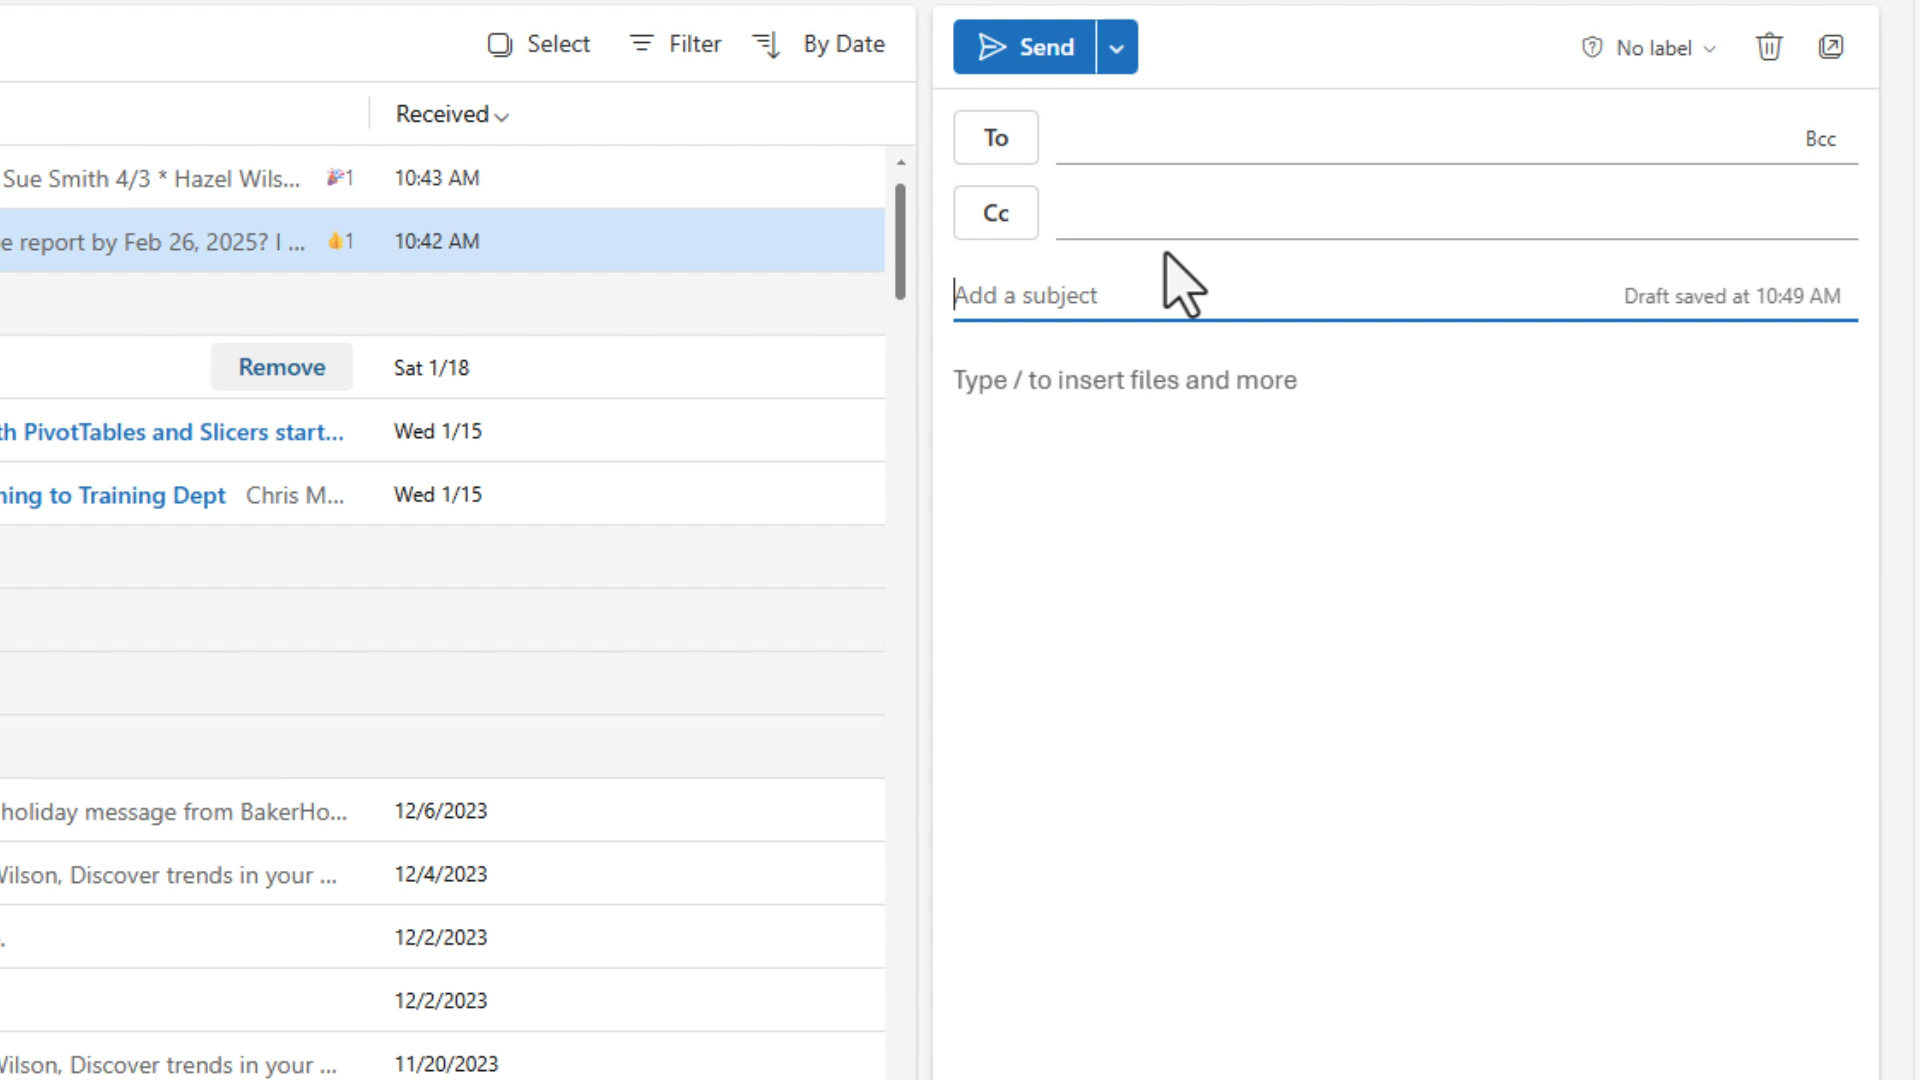 Select Filter By Date
Received
Sue Smith 4/3 * Hazel Wils... 1 10:43 AM
e report by Feb 26, 2025? I ... 1 10:42 AM
Remove Sat 1/18
th PivotTables and Slicers start... Wed 1/15
ning to Training Dept Chris M... Wed 1/15
holiday message from BakerHo... 12/6/2023
Wilson, Discover trends in your ... 12/4/2023
. 12/2/2023
12/2/2023
Wilson, Discover trends in your ... 11/20/2023
Send No label
To Bcc
Cc
Add a subject Draft saved at 10:49 AM
Type / to insert files and more